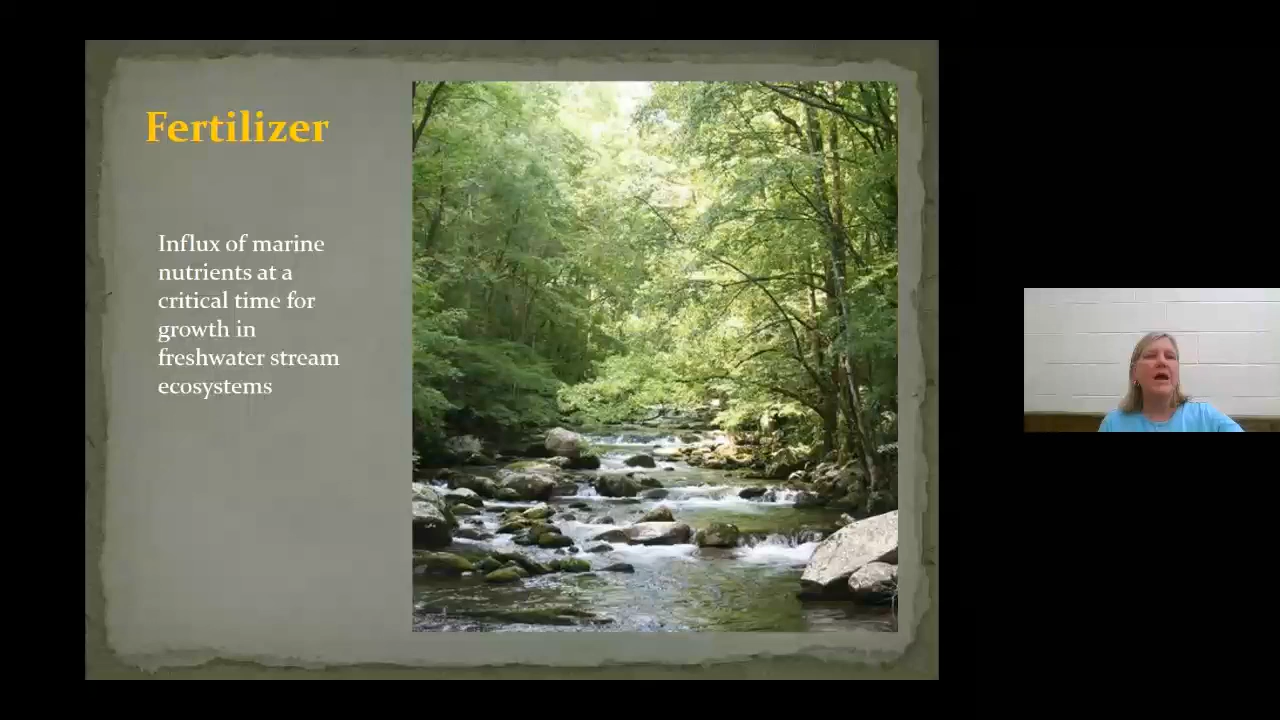 Fertilizer
Influx of marine
nutrients at a
critical time for
growth in
freshwater stream
ecosystems